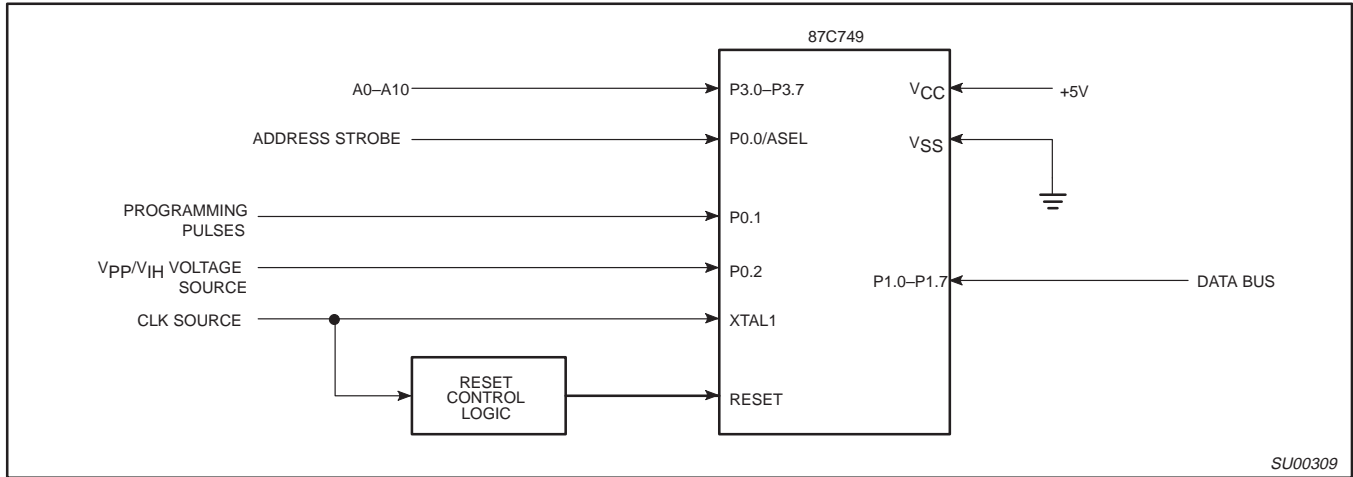 87C749
A0–A10
P3.0–P3.7
VCC
+5V
ADDRESS STROBE
P0.0/ASEL
VSS
PROGRAMMING
PULSES
P0.1
VPP/VIH VOLTAGE
SOURCE
P0.2
P1.0–P1.7
DATA BUS
CLK SOURCE
XTAL1
RESET
CONTROL
LOGIC
RESET
SU00309